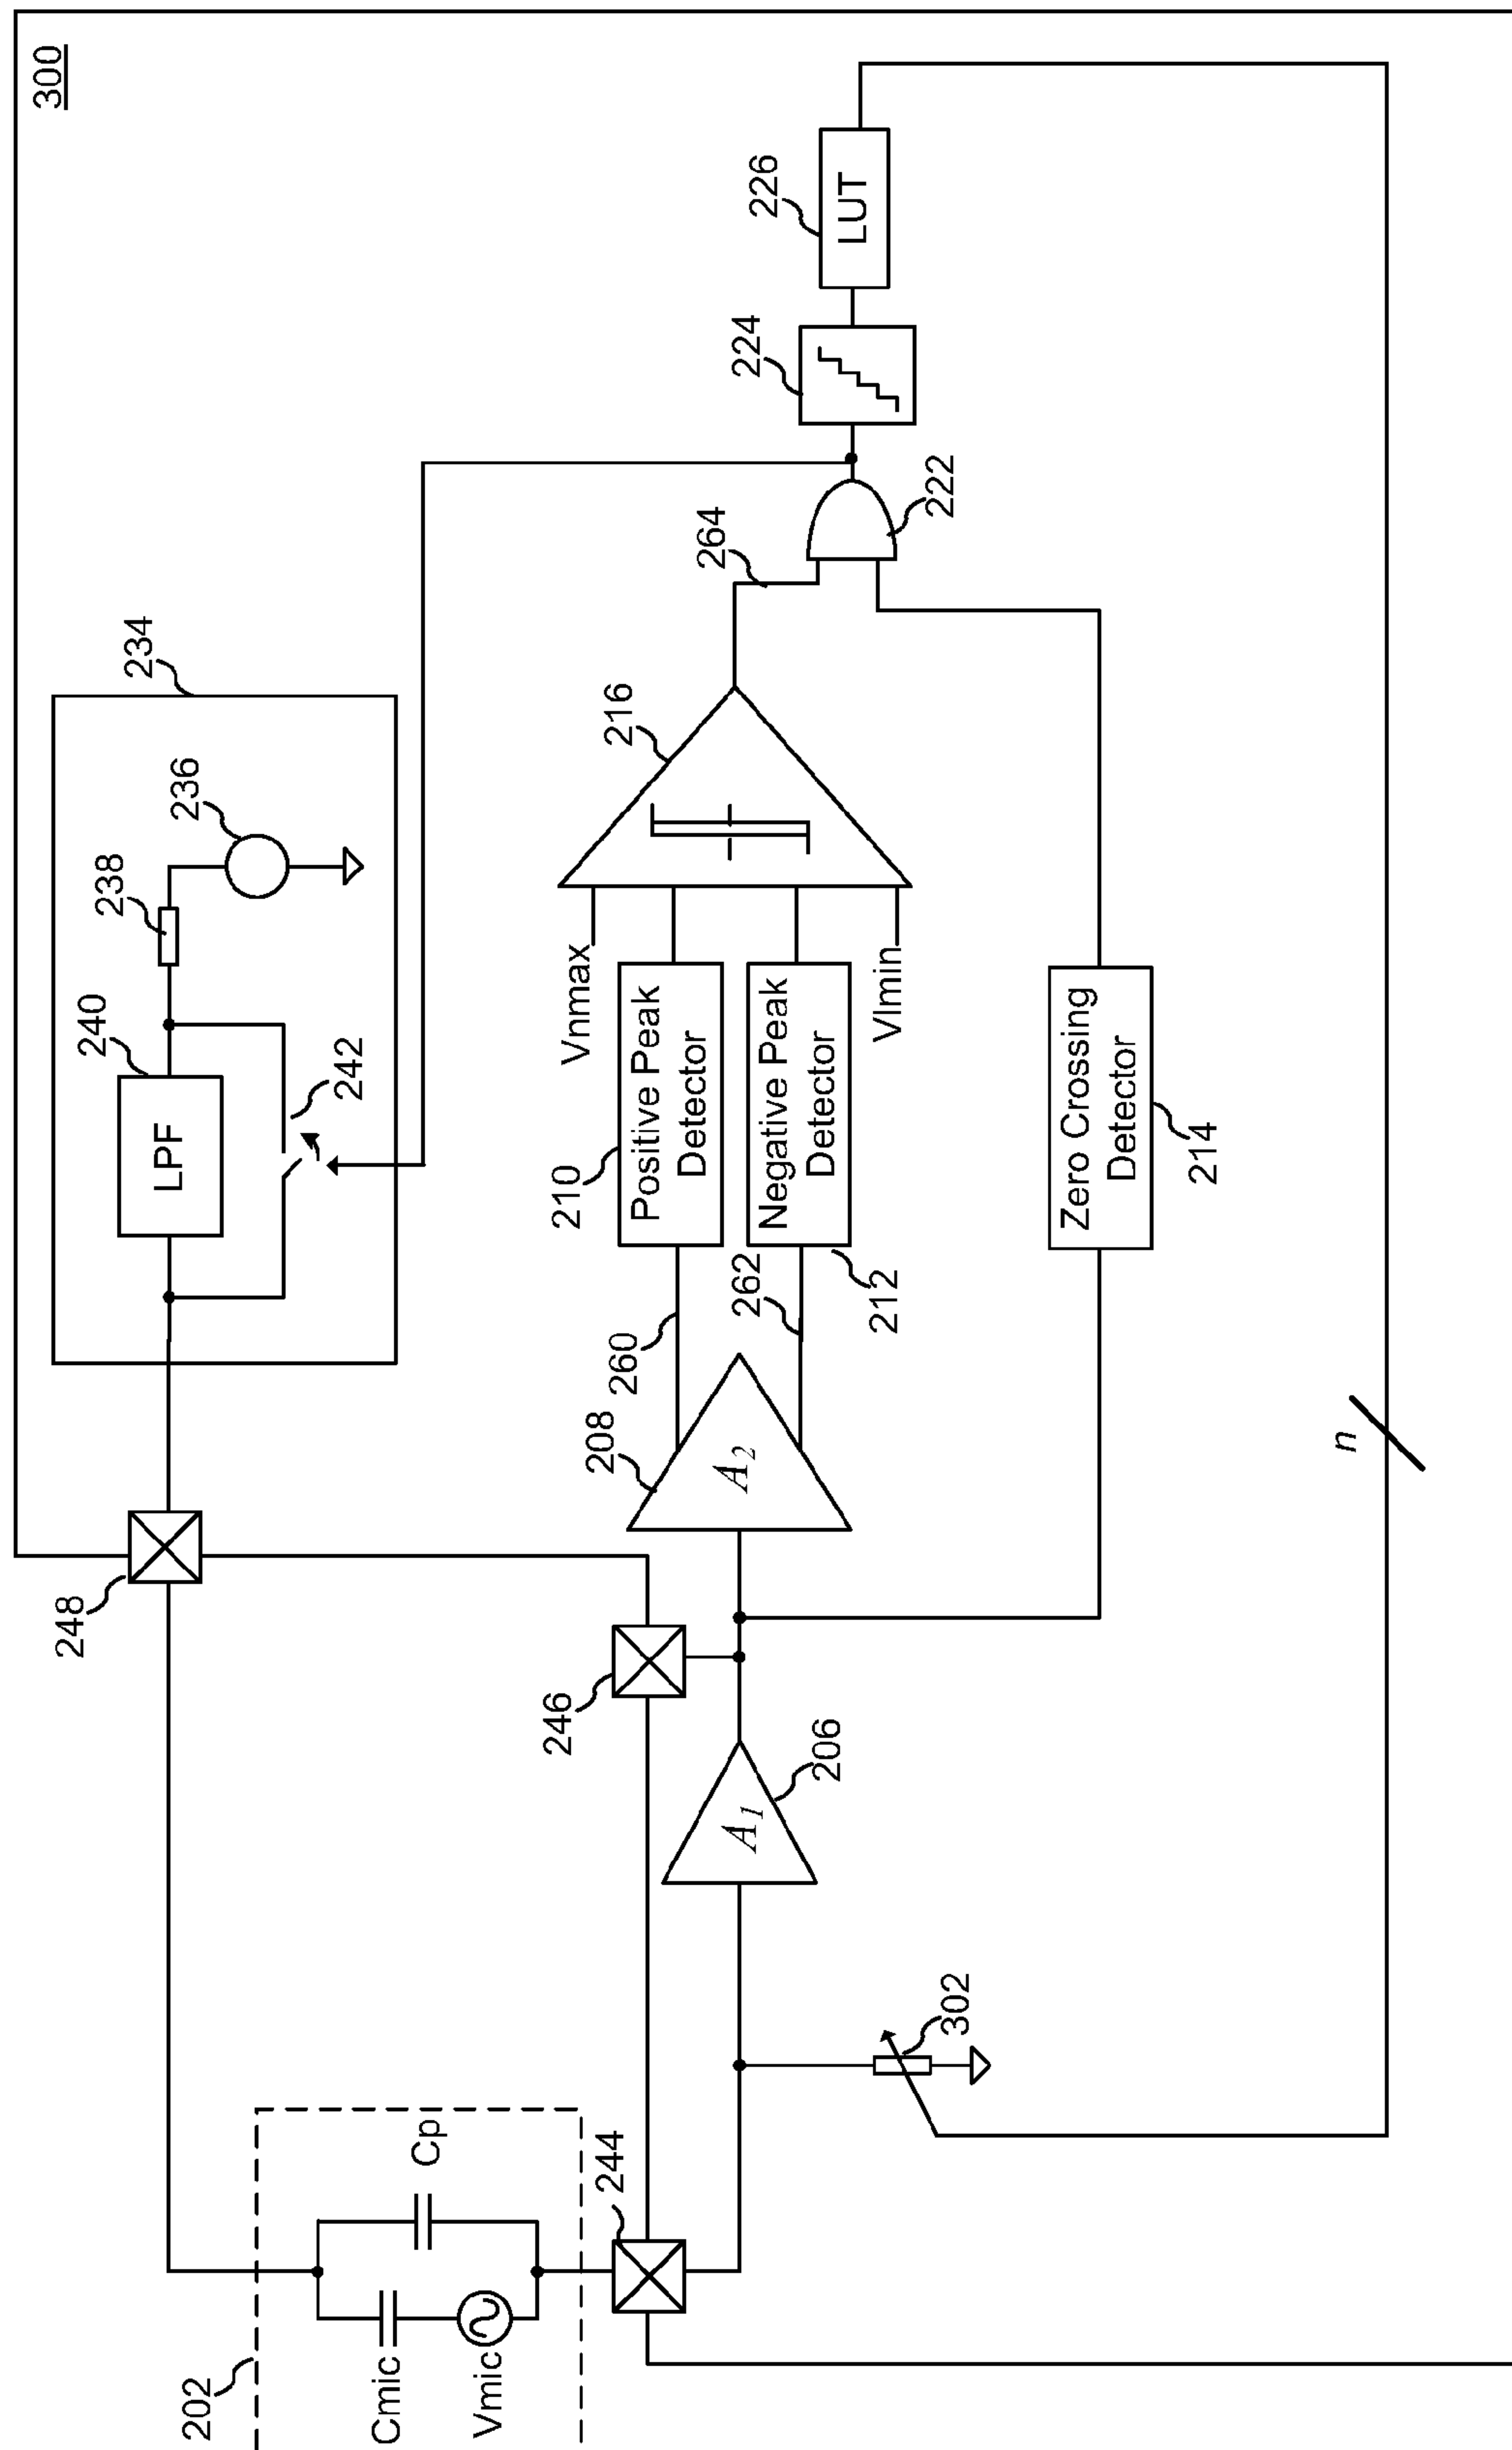 300
234
240
238
236
LPF
242
248
202
Cmic
Vmic
Cp
244
246
206
A1
208
A2
260
262
210
Positive Peak
Detector
Negative Peak
Detector
212
Vnmax
Vlmin
216
264
222
224
226
LUT
Zero Crossing
Detector
214
302
n